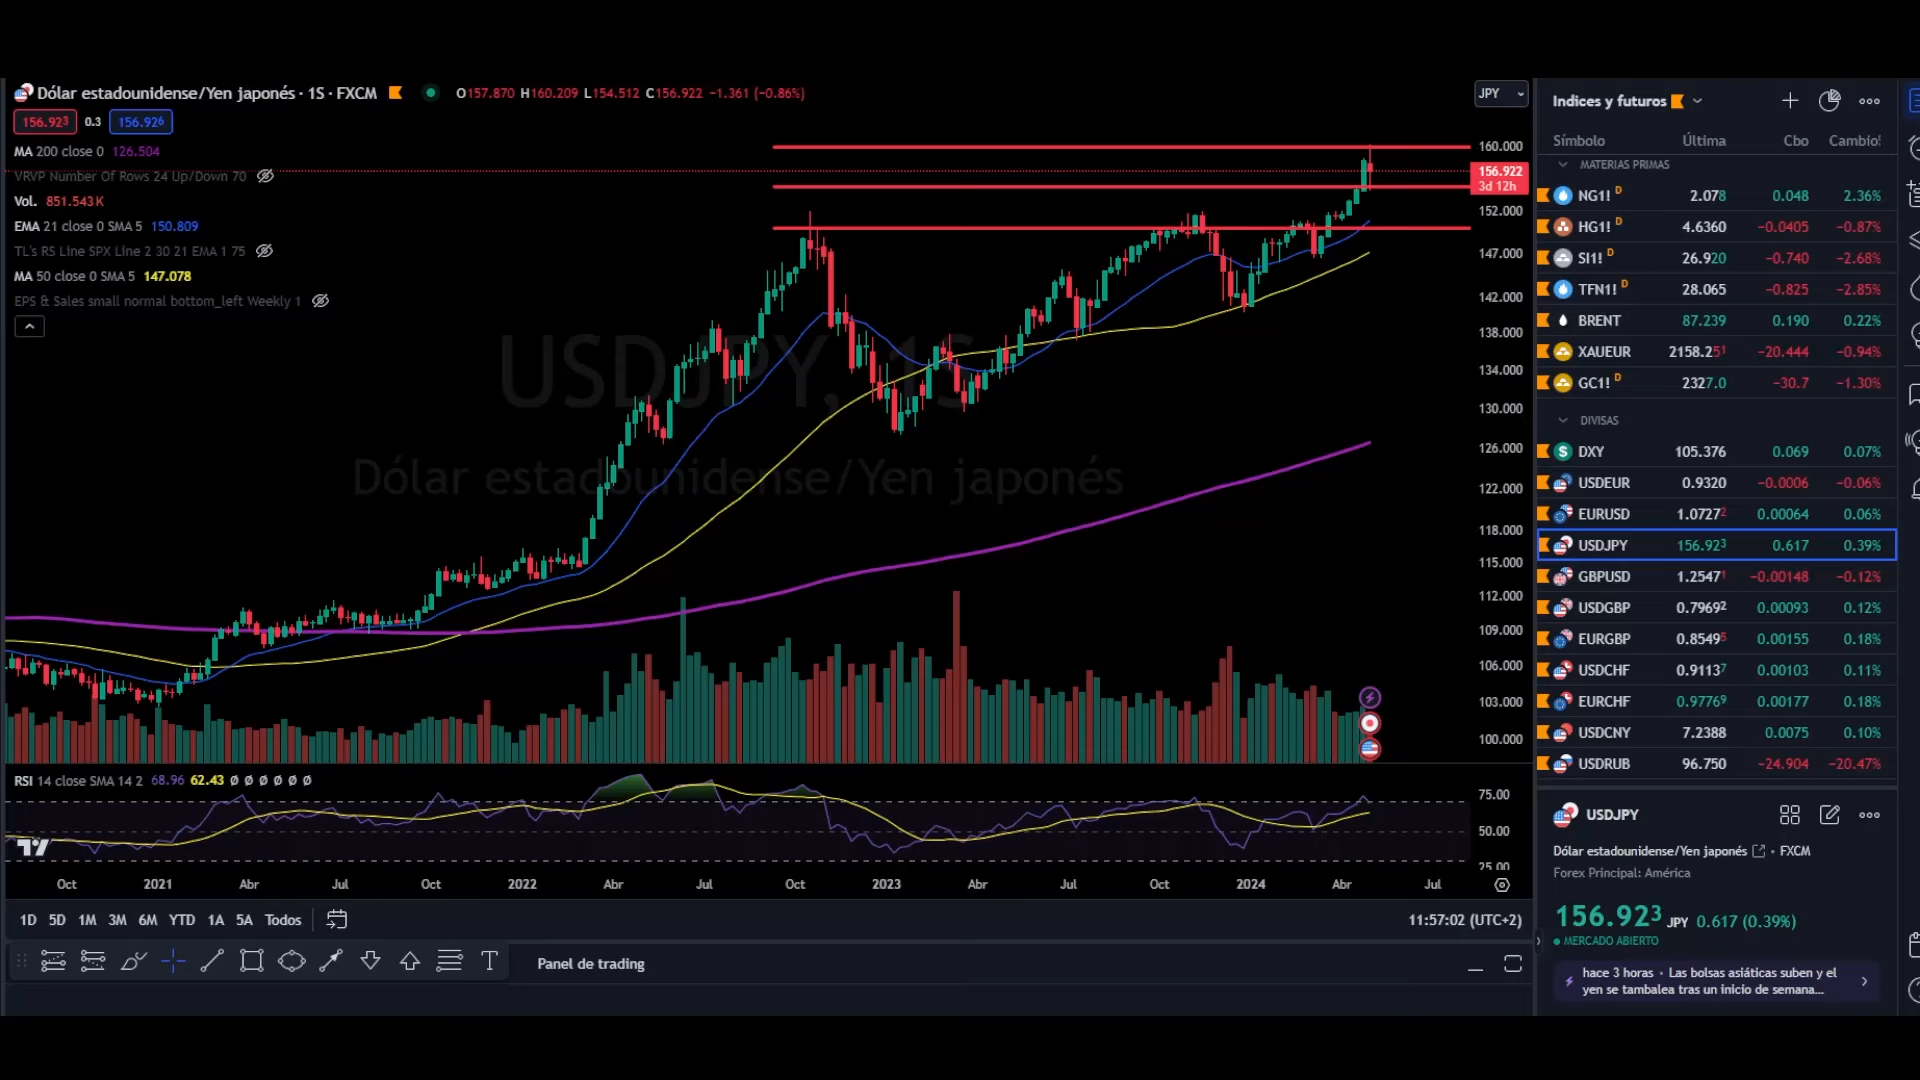 Dólar estadounidense/Yen japonés · 1S · FXCM O157.870 H160.209 L154.512 C156.922 −1.361 (−0.86%)
156.923 0.3 156.926
MA 200 close 0 126.504
VRVP Number Of Rows 24 Up/Down 70
Vol. 851.543K
EMA 21 close 0 SMA 5 150.809
TL's RS Line SPX Line 2 30 21 EMA 1 75
MA 50 close 0 SMA 5 147.078
EPS & Sales small normal bottom_left Weekly 1
USDJPY, 1S
Dólar estadounidense/Yen japonés
JPY
160.000
156.922
3d 12h
152.000
147.000
142.000
138.000
134.000
130.000
126.000
122.000
118.000
115.000
112.000
109.000
106.000
103.000
100.000
RSI 14 close SMA 14 2 68.96 62.43 Ø Ø Ø Ø Ø Ø
75.00
50.00
25.00
Oct 2021 Abr Jul Oct 2022 Abr Jul Oct 2023 Abr Jul Oct 2024 Abr Jul
1D 5D 1M 3M 6M YTD 1A 5A Todos 11:57:02 (UTC+2)
T Panel de trading
Indices y futuros
Símbolo Última Cbo Cambio%
MATERIAS PRIMAS
NG1! D 2.078 0.048 2.36%
HG1! D 4.6360 −0.0405 −0.87%
SI1! D 26.920 −0.740 −2.68%
TFN1! D 28.065 −0.825 −2.85%
BRENT 87.239 0.190 0.22%
XAUEUR 2158.251 −20.444 −0.94%
GC1! D 2327.0 −30.7 −1.30%
DIVISAS
DXY 105.376 0.069 0.07%
USDEUR 0.9320 −0.0006 −0.06%
EURUSD 1.07272 0.00064 0.06%
USDJPY 156.923 0.617 0.39%
GBPUSD 1.25471 −0.00148 −0.12%
USDGBP 0.79692 0.00093 0.12%
EURGBP 0.85495 0.00155 0.18%
USDCHF 0.91137 0.00103 0.11%
EURCHF 0.97769 0.00177 0.18%
USDCNY 7.2388 0.0075 0.10%
USDRUB 96.750 −24.904 −20.47%
USDJPY
Dólar estadounidense/Yen japonés • FXCM
Forex Principal: América
156.923 JPY 0.617 (0.39%)
MERCADO ABIERTO
hace 3 horas · Las bolsas asiáticas suben y el
yen se tambalea tras un inicio de semana...